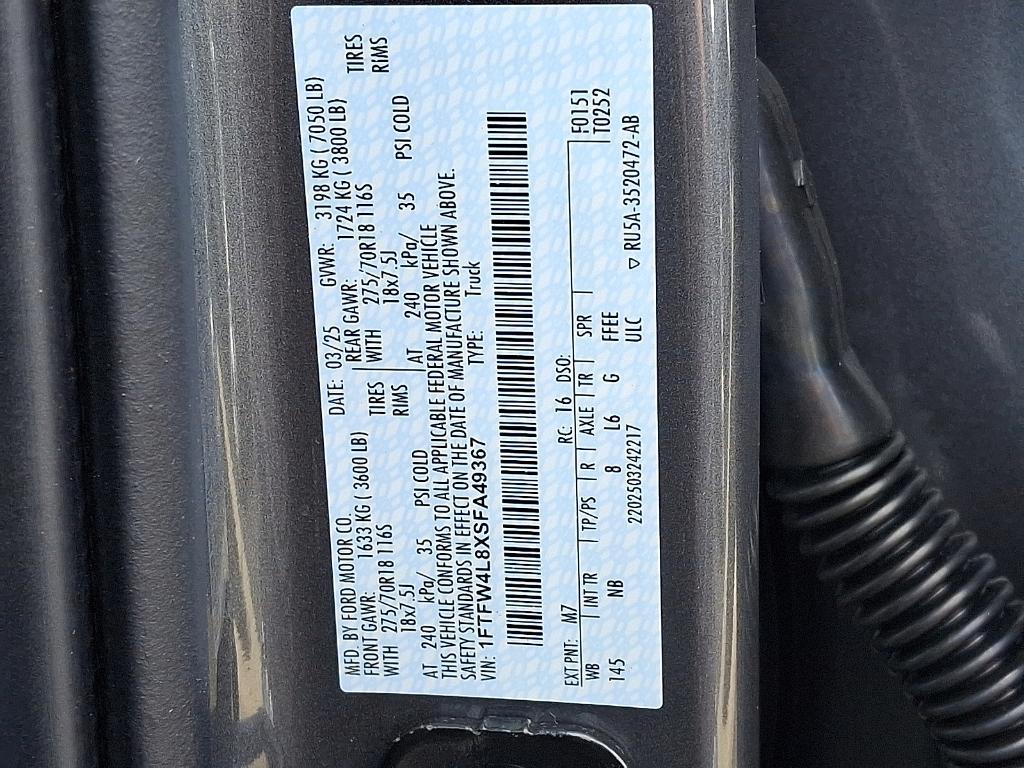 MFD. BY FORD MOTOR CO.
DATE: 03/25 GVWR: 3198 KG ( 7050 LB)
FRONT GAWR: 1633 KG ( 3600 LB)
REAR GAWR: 1724 KG ( 3800 LB)
WITH 275/70R18 116S TIRES
WITH 275/70R18 116S TIRES
18x7.5J RIMS
18x7.5J RIMS
AT 240 kPa/ 35 PSI COLD
AT 240 kPa/ 35 PSI COLD
THIS VEHICLE CONFORMS TO ALL APPLICABLE FEDERAL MOTOR VEHICLE
SAFETY STANDARDS IN EFFECT ON THE DATE OF MANUFACTURE SHOWN ABOVE.
VIN: 1FTFW4L8XSFA49367 TYPE: Truck
EXT PNT: M7 RC: 16 DSO: F0151
WB INT TR TP/PS R AXLE TR SPR T0252
145 NB 8 L6 G FFEE
2202503242217 ULC ▽ RU5A-3520472-AB